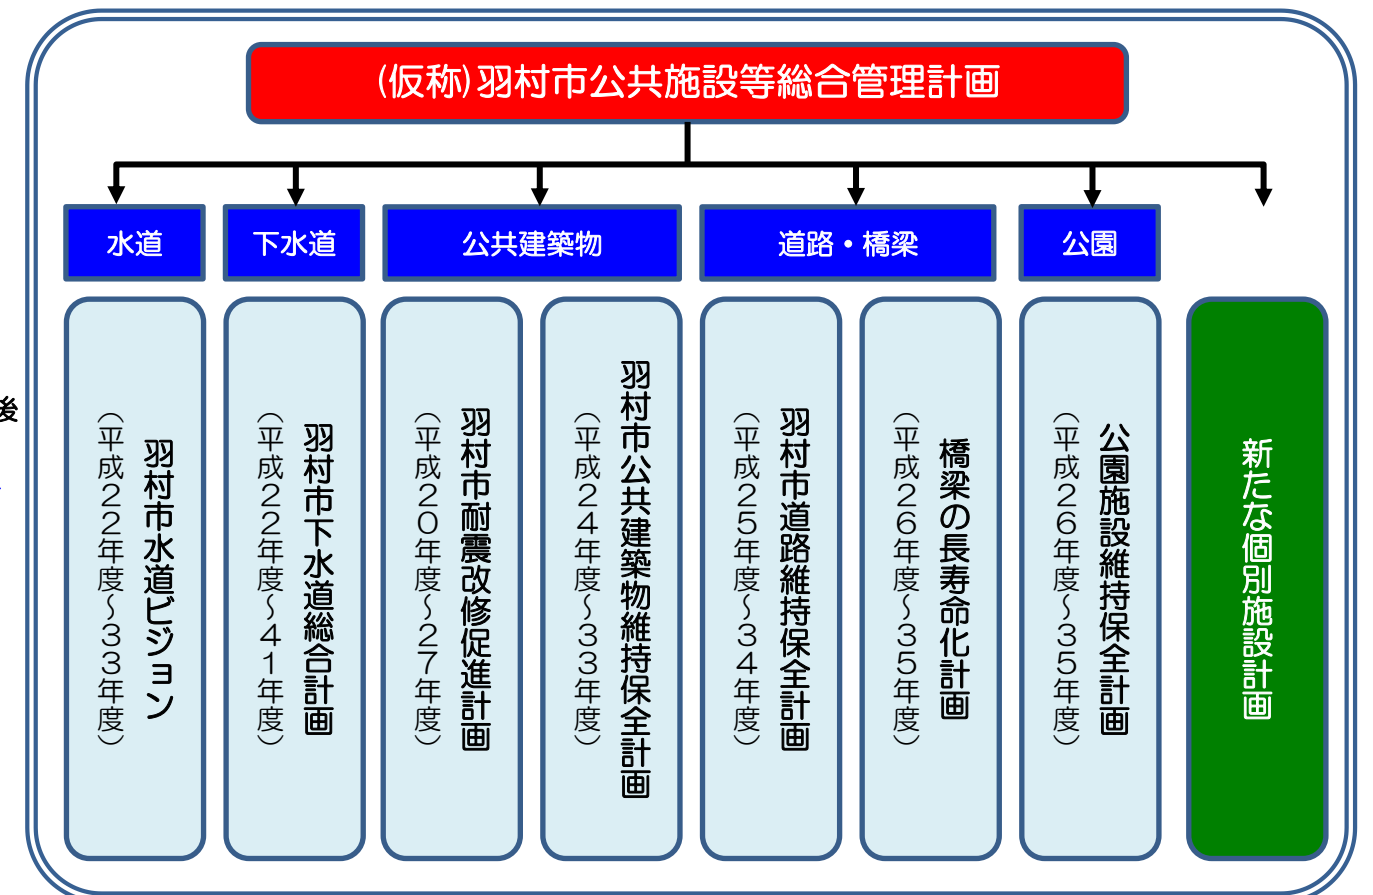 (仮称)羽村市公共施設等総合管理計画
水道
下水道
公共建築物
道路・橋梁
公園
羽村市水道ビジョン
（平成２２年度～３３年度）
羽村市下水道総合計画
（平成２２年度～４１年度）
羽村市耐震改修促進計画
（平成２０年度～２７年度）
羽村市公共建築物維持保全計画
（平成２４年度～３３年度）
羽村市道路維持保全計画
（平成２５年度～３４年度）
橋梁の長寿命化計画
（平成２６年度～３５年度）
公園施設維持保全計画
（平成２６年度～３５年度）
新たな個別施設計画
後